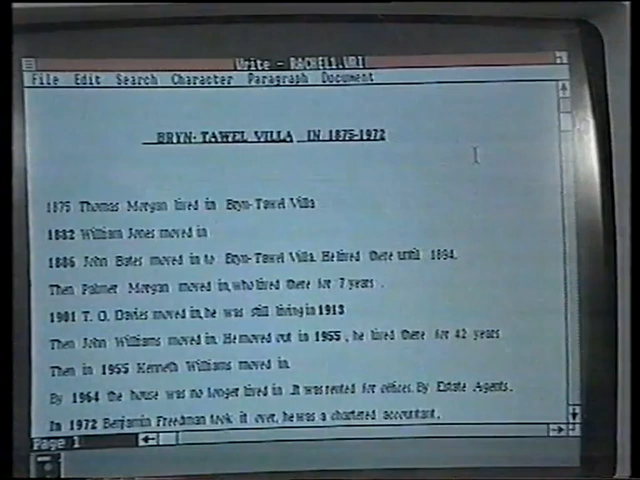 Write - RACHEL1.WRI
File Edit Search Character Paragraph Document
BRYN-TAWEL VILLA IN 1875-1972
1875 Thomas Morgan lived in Bryn-Tawel Villa
1882 William Jones moved in
1886 John Bates moved in to Bryn-Tawel Villa. He lived there until 1894.
Then Palmer Morgan moved in, who lived there for 7 years .
1901 T. O. Davies moved in, he was still living in 1913
Then John Williams moved in. He moved out in 1955 , he lived there for 42 years
Then in 1955 Kenneth Williams moved in.
By 1964 the house was no longer lived in .It was rented for offices. By Estate Agents.
In 1972 Benjamin Freedman took it over, he was a chartered accountant.
Page 1